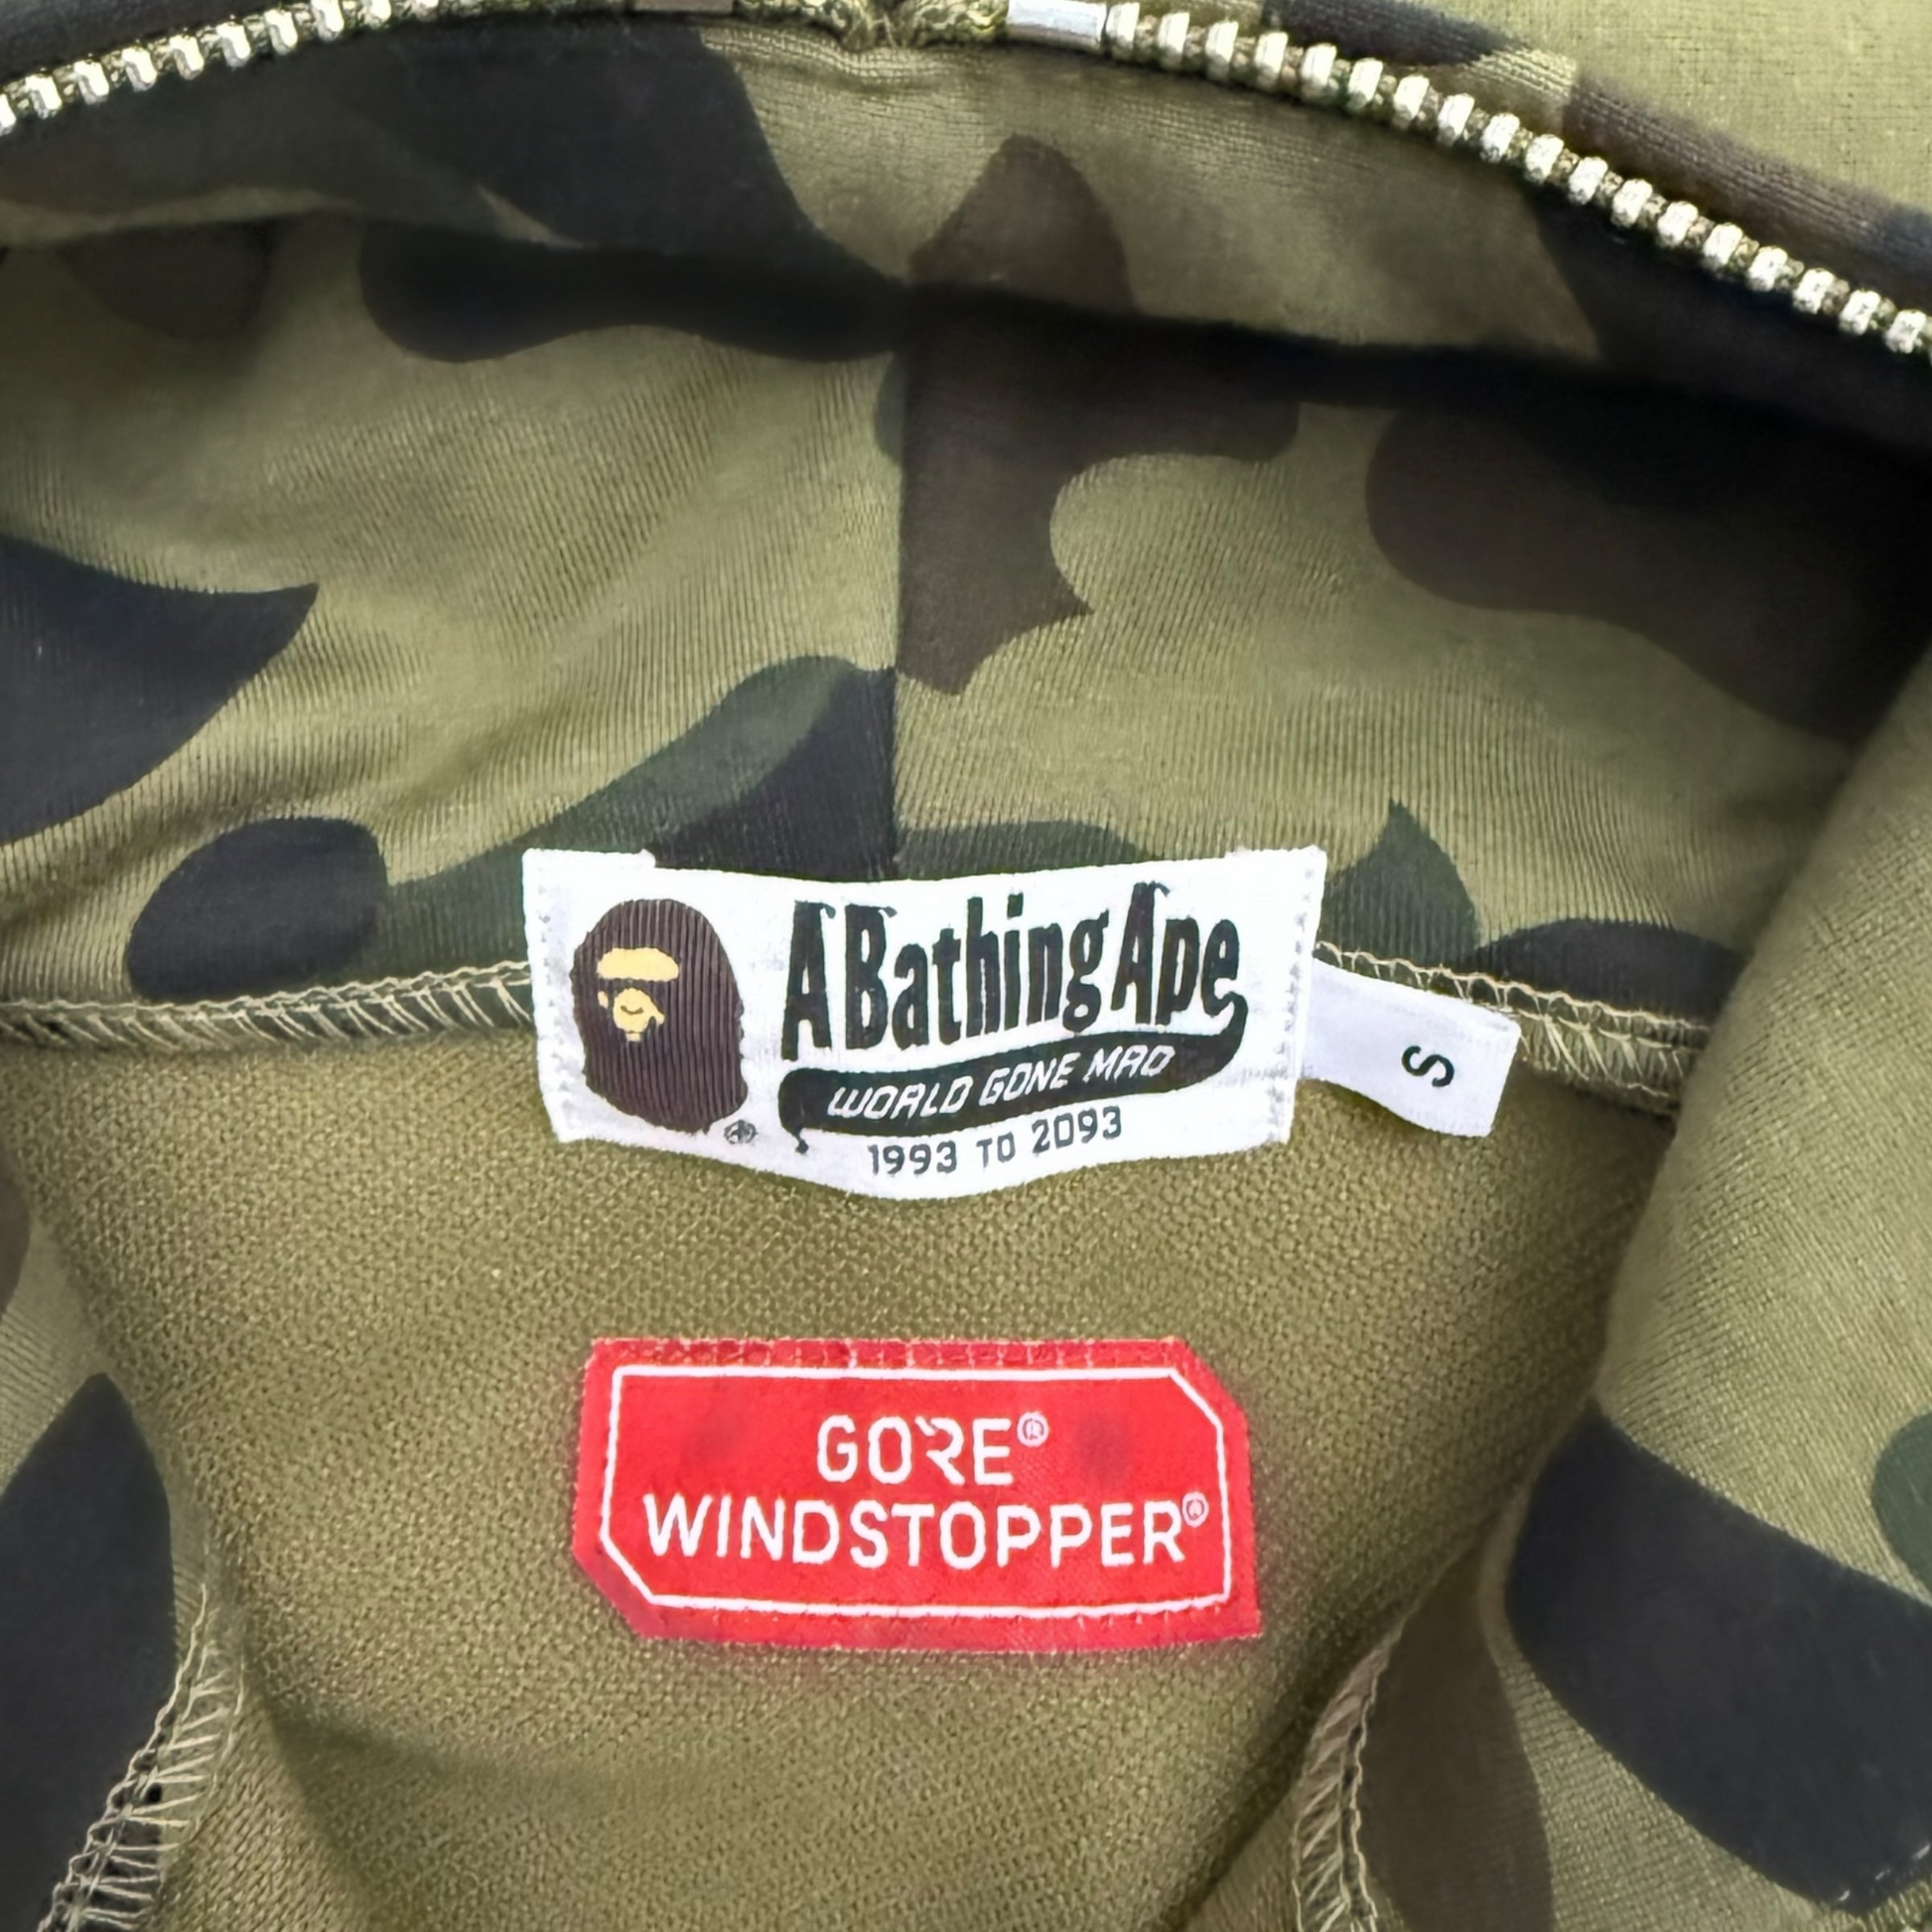 A Bathing Ape
WORLD GONE MAD
1993 TO 2093
S
GORE®
WINDSTOPPER®